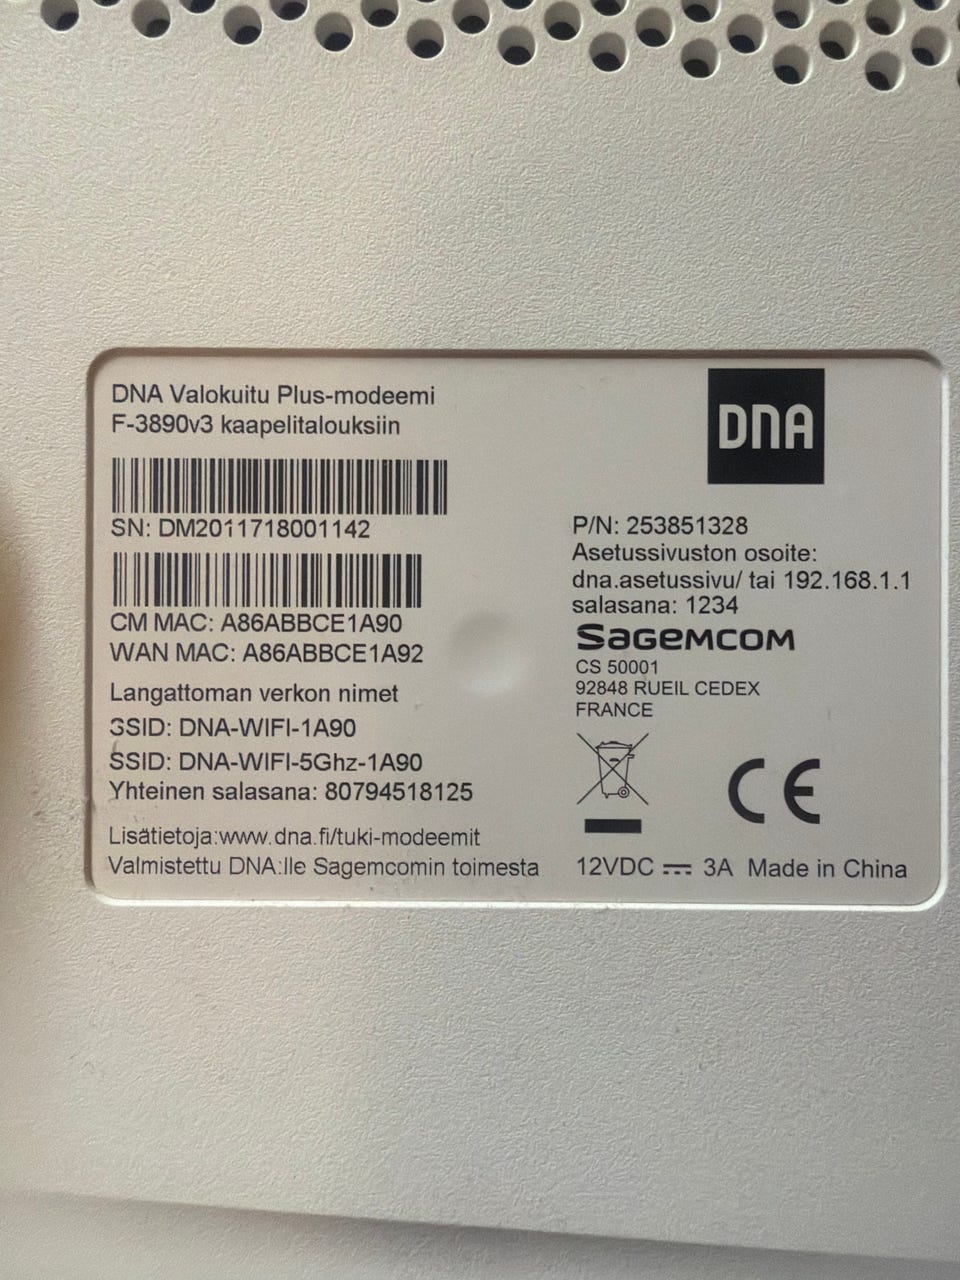 DNA Valokuitu Plus-modeemi
F-3890v3 kaapelitalouksiin
SN: DM2011718001142
CM MAC: A86ABBCE1A90
WAN MAC: A86ABBCE1A92
Langattoman verkon nimet
SSID: DNA-WIFI-1A90
SSID: DNA-WIFI-5Ghz-1A90
Yhteinen salasana: 80794518125
Lisätietoja:www.dna.fi/tuki-modeemit
Valmistettu DNA:lle Sagemcomin toimesta
DNA
P/N: 253851328
Asetussivuston osoite:
dna.asetussivu/ tai 192.168.1.1
salasana: 1234
SAGEMCOM
CS 50001
92848 RUEIL CEDEX
FRANCE
CE
12VDC ⎓ 3A Made in China